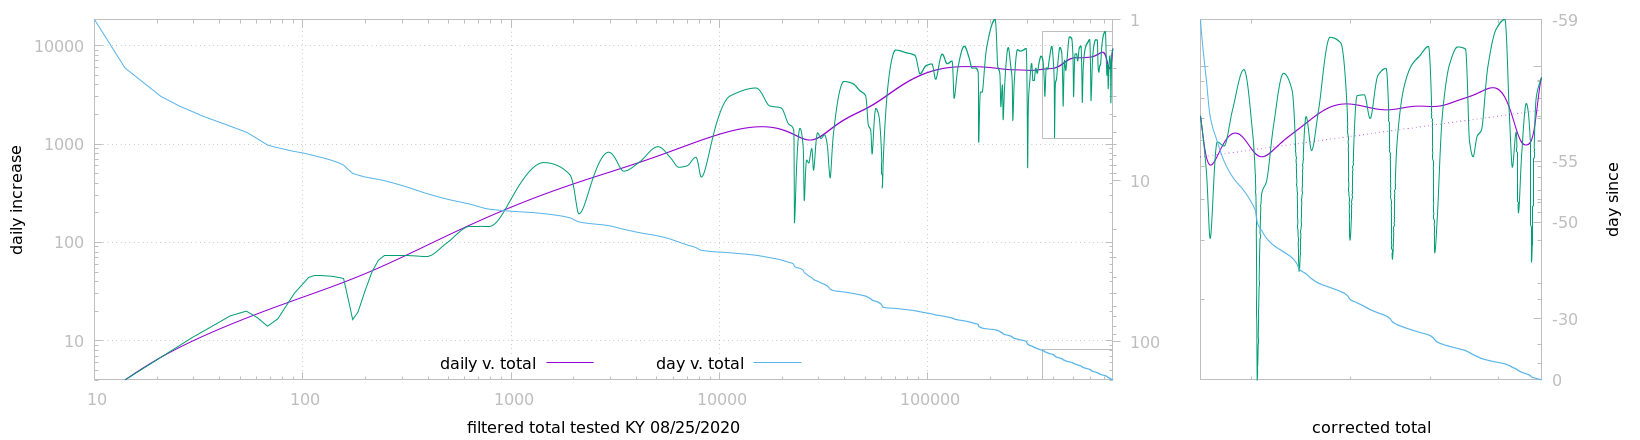 daily increase
10000
1000
100
10
10
100
1000
10000
100000
1
10
100
daily v. total
day v. total
filtered total tested KY 08/25/2020
-59
-55
-50
-30
0
day since
corrected total